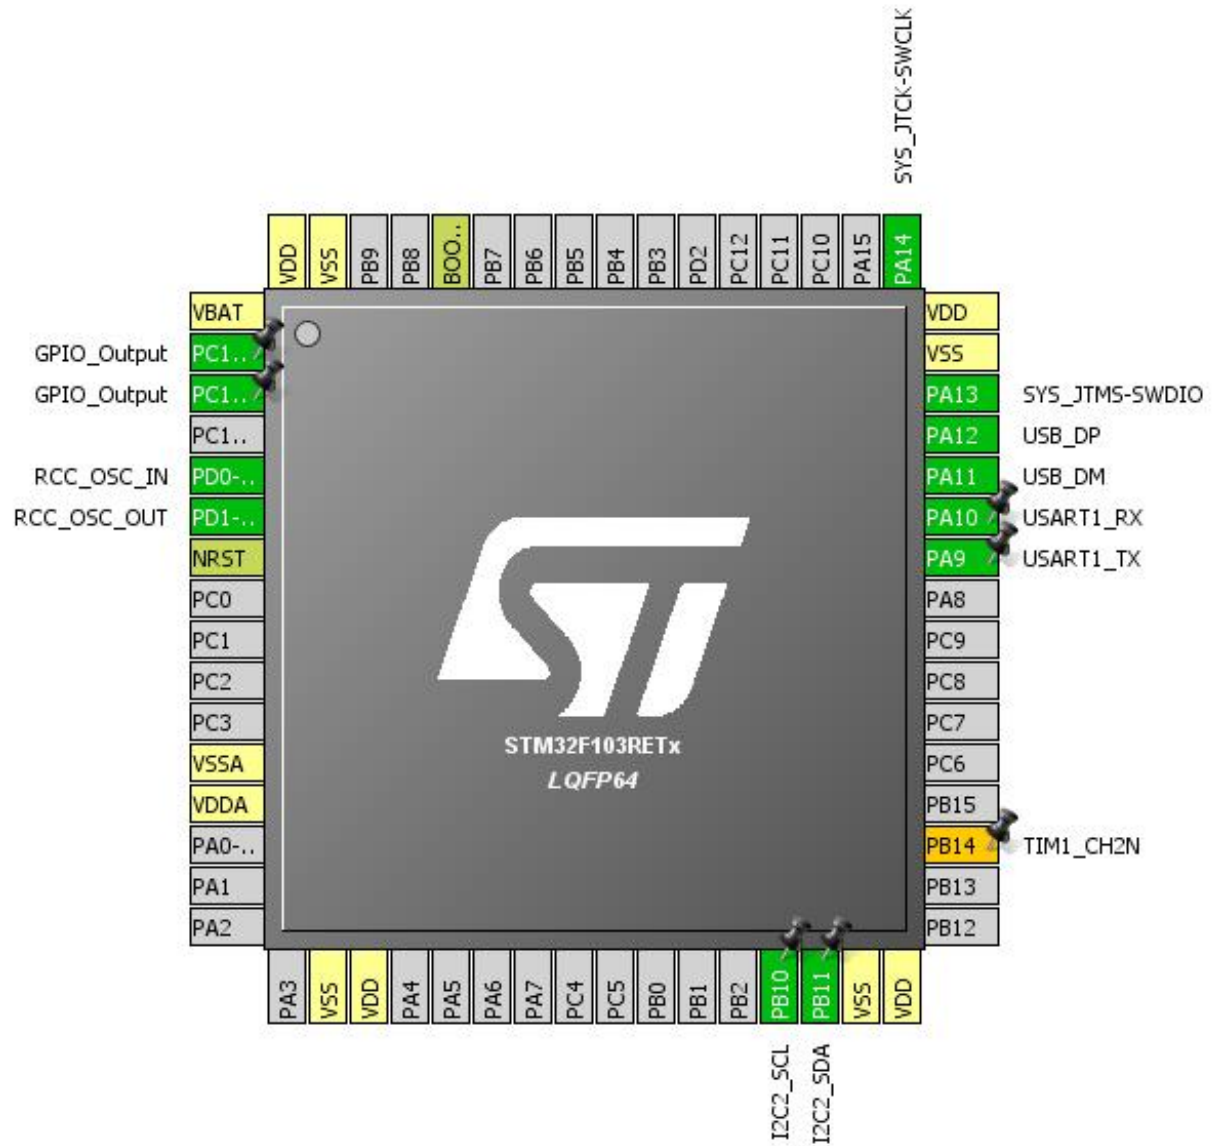 SYS_JTCK-SWCLK
VDD
VSS
PB9
PB8
BOO..
PB7
PB6
PB5
PB4
PB3
PD2
PC12
PC11
PC10
PA15
PA14
VBAT
GPIO_Output PC1..
GPIO_Output PC1..
PC1..
RCC_OSC_IN PD0-..
RCC_OSC_OUT PD1-..
NRST
PC0
PC1
PC2
PC3
VSSA
VDDA
PA0-..
PA1
PA2
ST
STM32F103RETx
LQFP64
VDD
VSS
PA13 SYS_JTMS-SWDIO
PA12 USB_DP
PA11 USB_DM
PA10 USART1_RX
PA9 USART1_TX
PA8
PC9
PC8
PC7
PC6
PB15
PB14 TIM1_CH2N
PB13
PB12
PA3
VSS
VDD
PA4
PA5
PA6
PA7
PC4
PC5
PB0
PB1
PB2
PB10
PB11
VSS
VDD
I2C2_SCL
I2C2_SDA